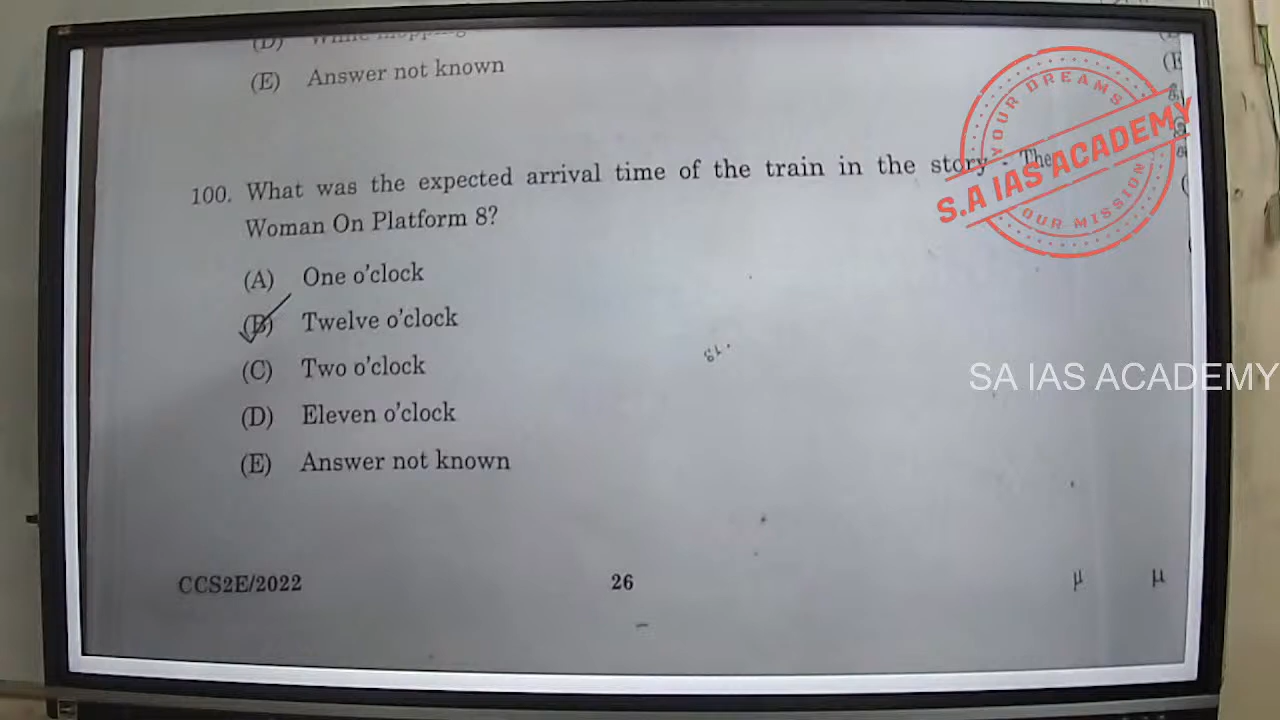 (D) While mopping
(E) Answer not known
100. What was the expected arrival time of the train in the story - The
Woman On Platform 8?
(A) One o'clock
(B) Twelve o'clock
(C) Two o'clock
(D) Eleven o'clock
(E) Answer not known
CCS2E/2022 26 µ µ
YOUR DREAMS
S.A IAS ACADEMY
OUR MISSION
SA IAS ACADEMY